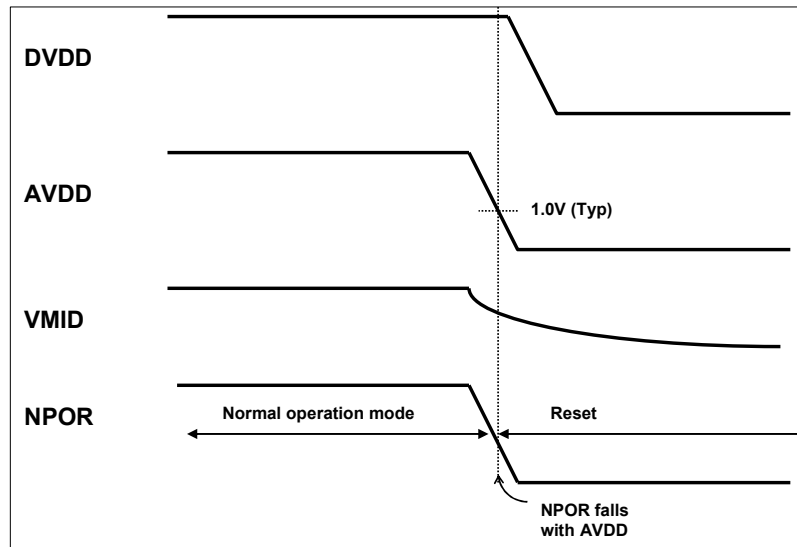 DVDD
AVDD
1.0V (Typ)
VMID
NPOR
Normal operation mode
Reset
NPOR falls
with AVDD